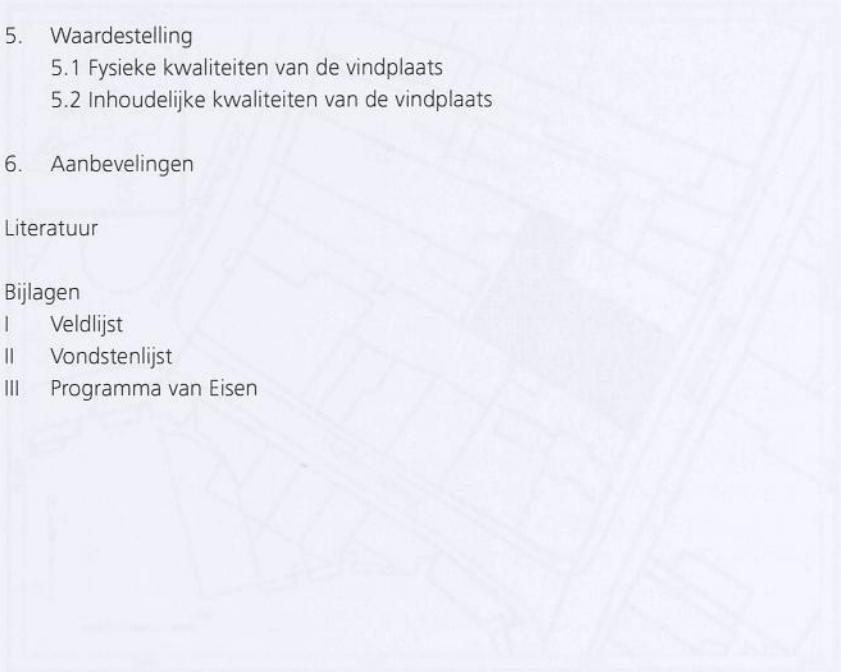 5. Waardestelling
5.1 Fysieke kwaliteiten van de vindplaats
5.2 Inhoudelijke kwaliteiten van de vindplaats
6. Aanbevelingen
Literatuur
Bijlagen
I Veldlijst
II Vondstenlijst
III Programma van Eisen